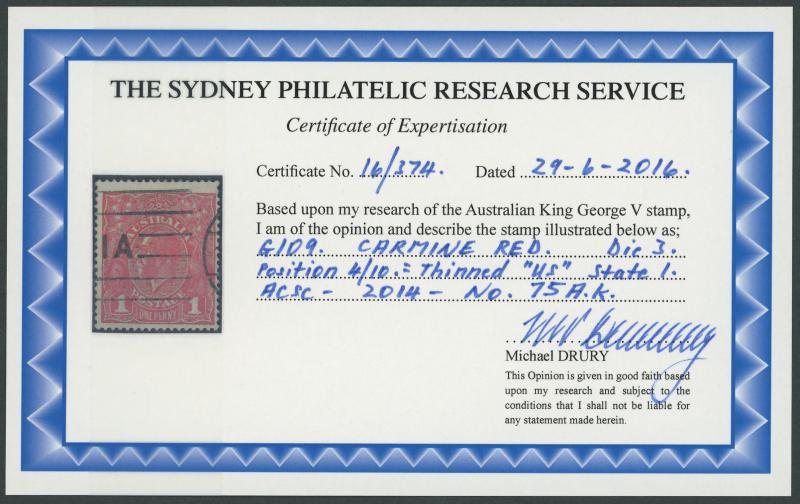 THE SYDNEY PHILATELIC RESEARCH SERVICE
Certificate of Expertisation
Certificate No. 16/374. Dated 29-6-2016.
Based upon my research of the Australian King George V stamp,
I am of the opinion and describe the stamp illustrated below as;
G109. CARMINE RED. Die 3.
Position 4/10.= Thinned "US" State 1.
ACSC - 2014 - No. 75A.K.
AUSTRALIA
IA.
POSTAGE
1 ONE PENNY 1
Michael DRURY
This Opinion is given in good faith based
upon my research and subject to the
conditions that I shall not be liable for
any statement made herein.